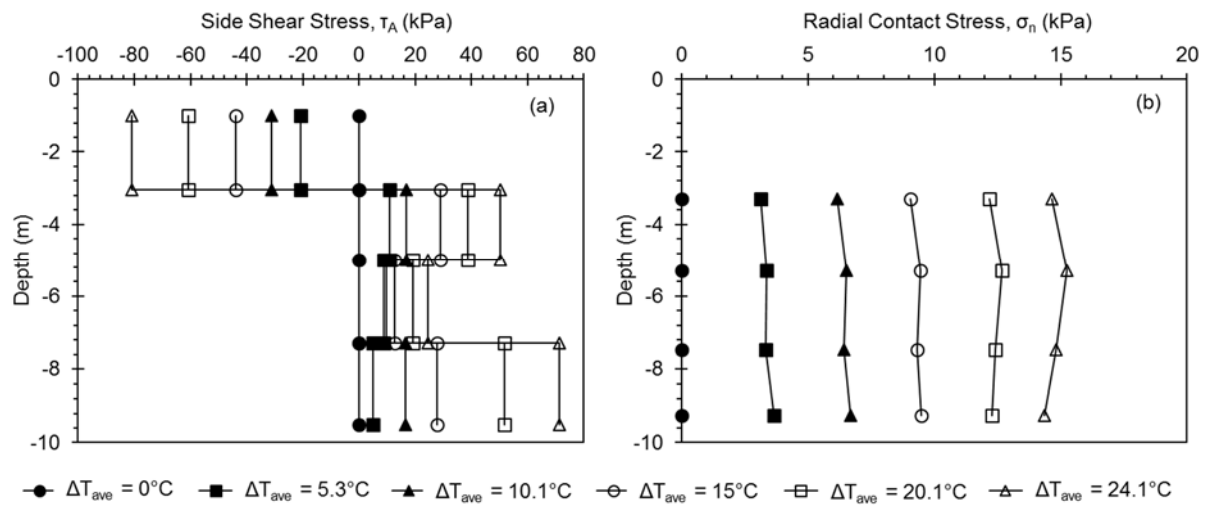 Side Shear Stress, τA (kPa)
-100 -80 -60 -40 -20 0 20 40 60 80
0
-2
-4
-6
-8
-10
Depth (m)
(a)
Radial Contact Stress, σn (kPa)
0 5 10 15 20
0
-2
-4
-6
-8
-10
Depth (m)
(b)
ΔTave = 0°C ΔTave = 5.3°C ΔTave = 10.1°C ΔTave = 15°C ΔTave = 20.1°C ΔTave = 24.1°C